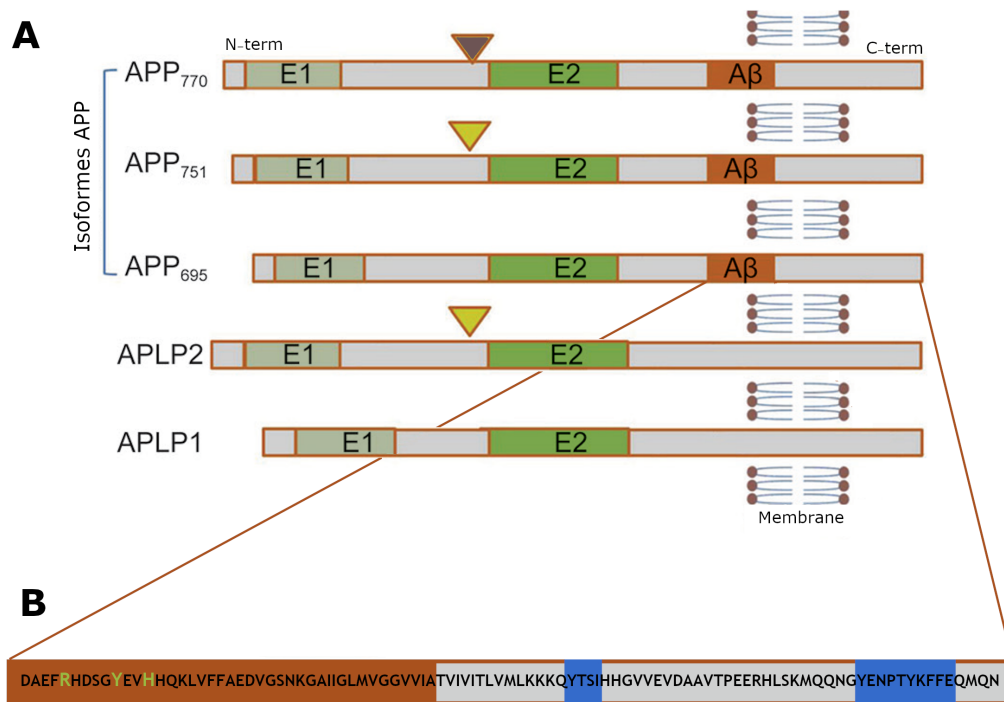 A
N-term
C-term
APP770
E1
E2
Aβ
Isoformes APP
APP751
E1
E2
Aβ
APP695
E1
E2
Aβ
APLP2
E1
E2
APLP1
E1
E2
Membrane
B
DAEFRHDSGYEVHHQKLVFFAEDVGSNKGAIIGLMVGGVVIATVIVITLVMLKKKQYTSIHHGVVEVDAAVTPEERHLSKMQQNGYENPTYKFFEQMQN